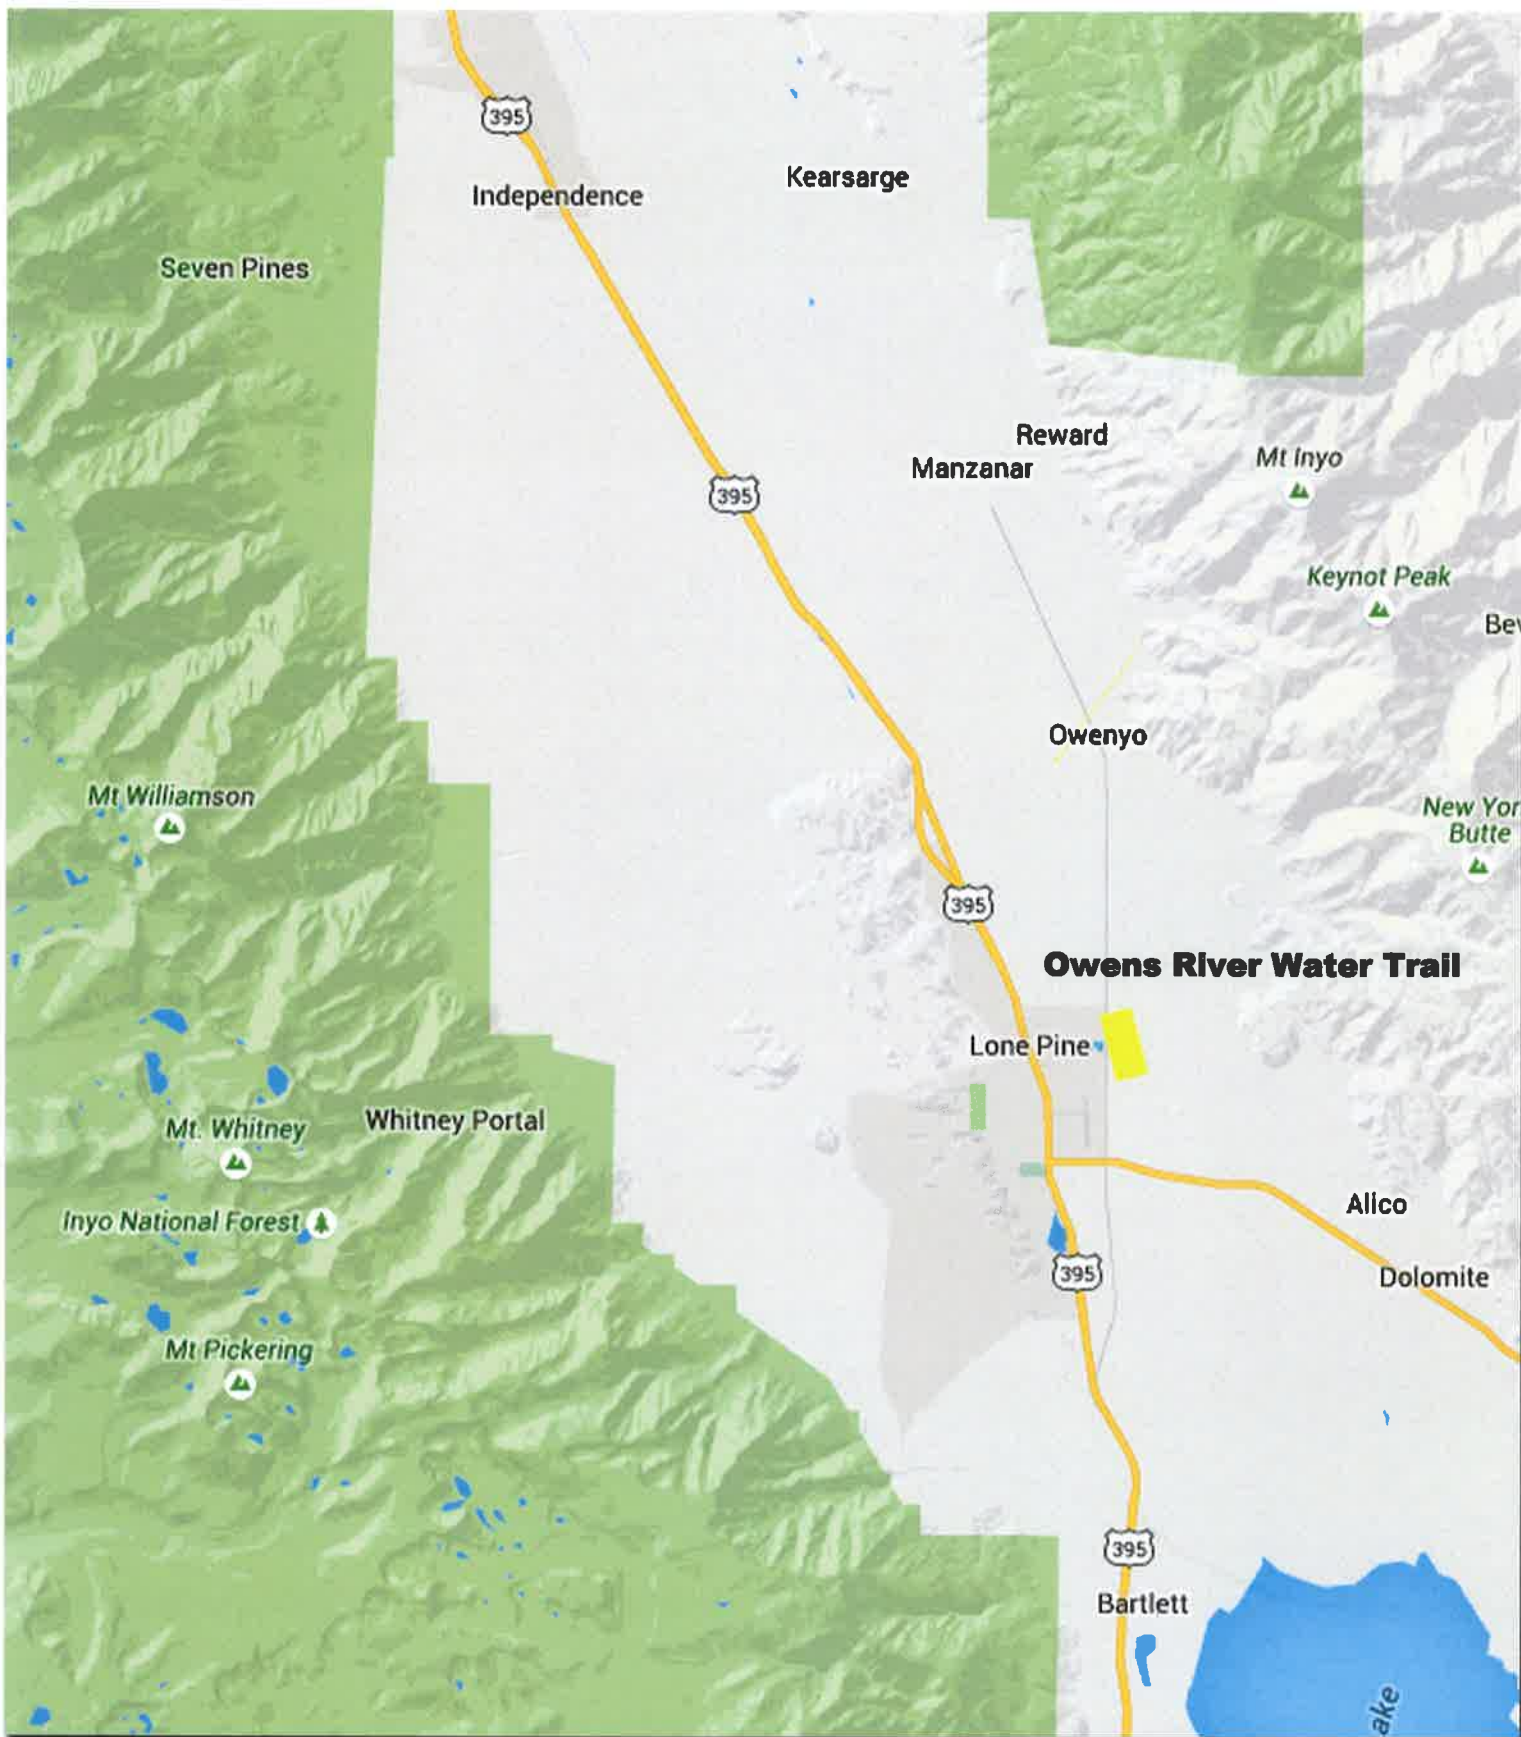 395
Independence
Kearsarge
Seven Pines
Reward
Manzanar
Mt Inyo
395
Keynot Peak
Bev
Owenyo
Mt Williamson
New Yor
Butte
395
Owens River Water Trail
Lone Pine
Whitney Portal
Mt. Whitney
Alico
Inyo National Forest
395
Dolomite
Mt Pickering
395
Bartlett
ake